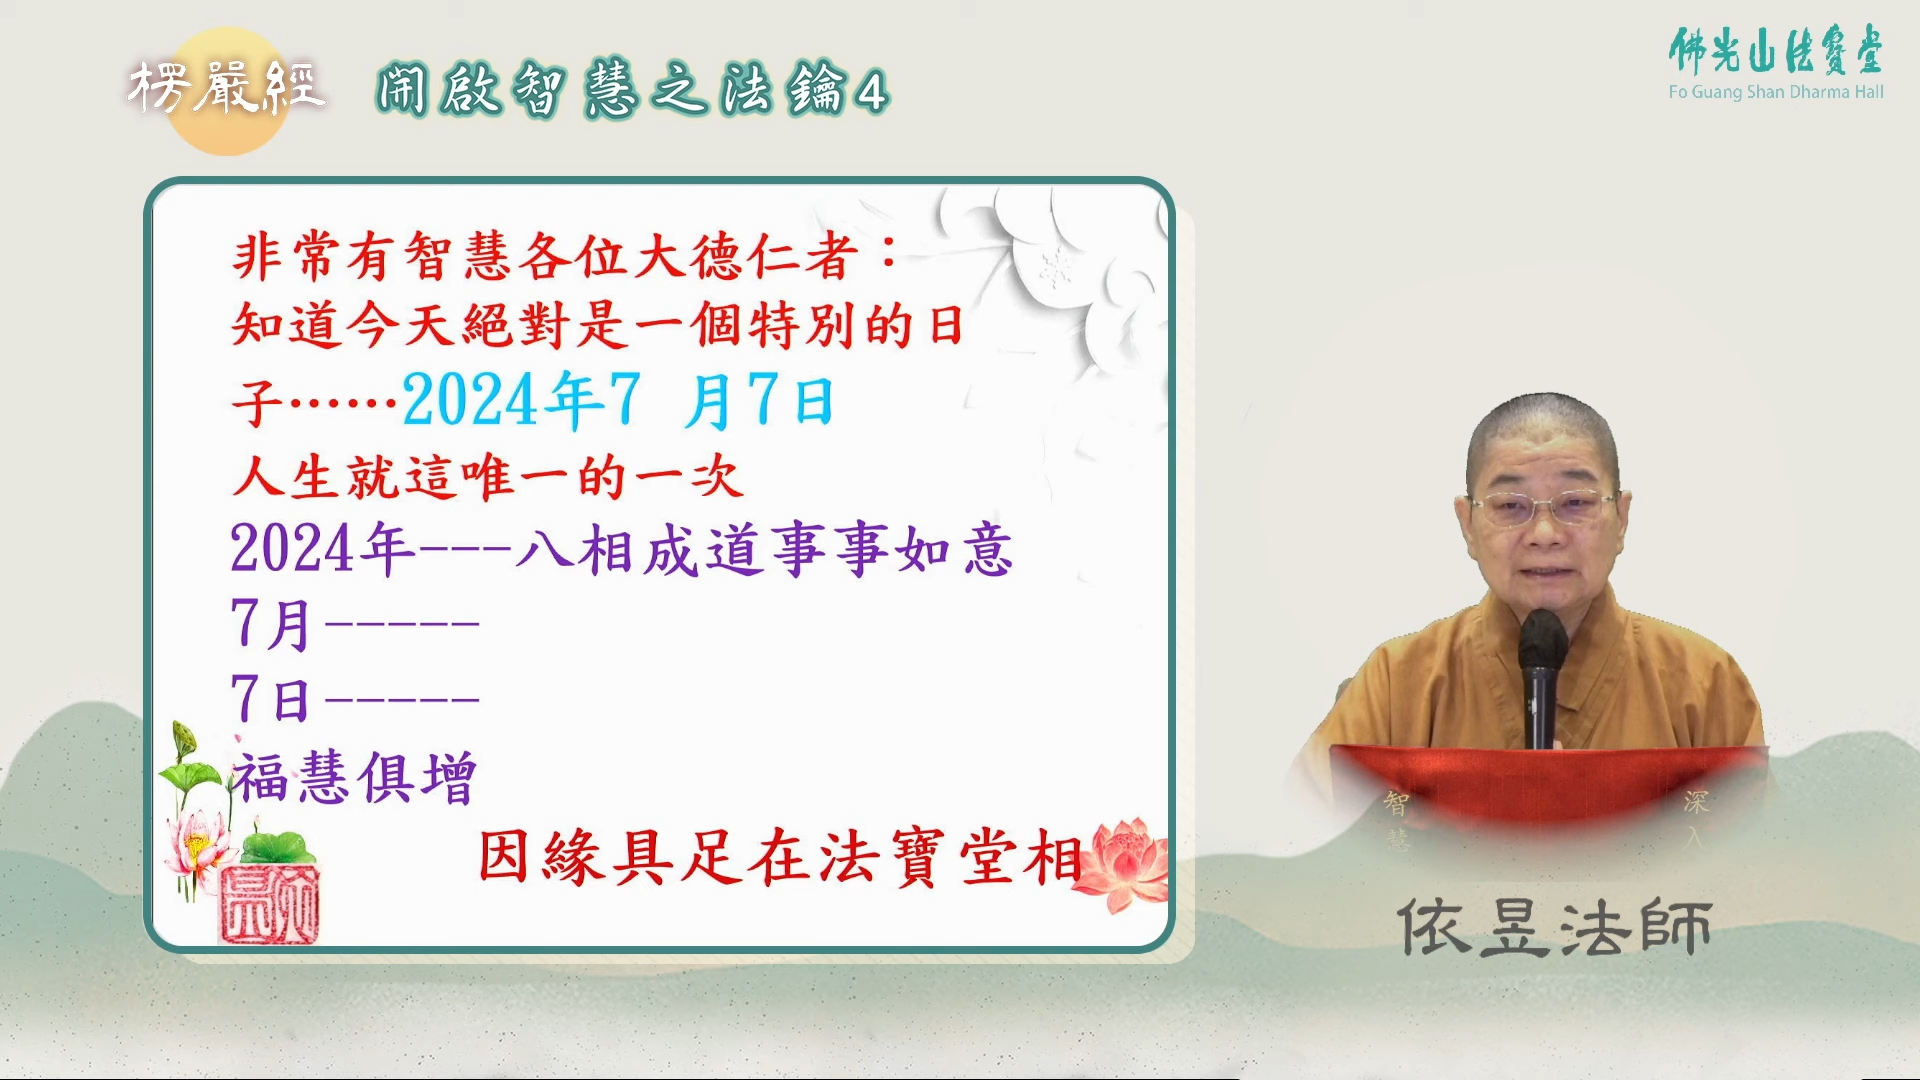 楞嚴經 開啟智慧之法鑰4
佛光山法寶堂
Fo Guang Shan Dharma Hall
非常有智慧各位大德仁者：
知道今天絕對是一個特別的日
子……2024年7 月7日
人生就這唯一的一次
2024年---八相成道事事如意
7月-----
7日-----
福慧俱增
因緣具足在法寶堂相
智慧
深入
依昱法師